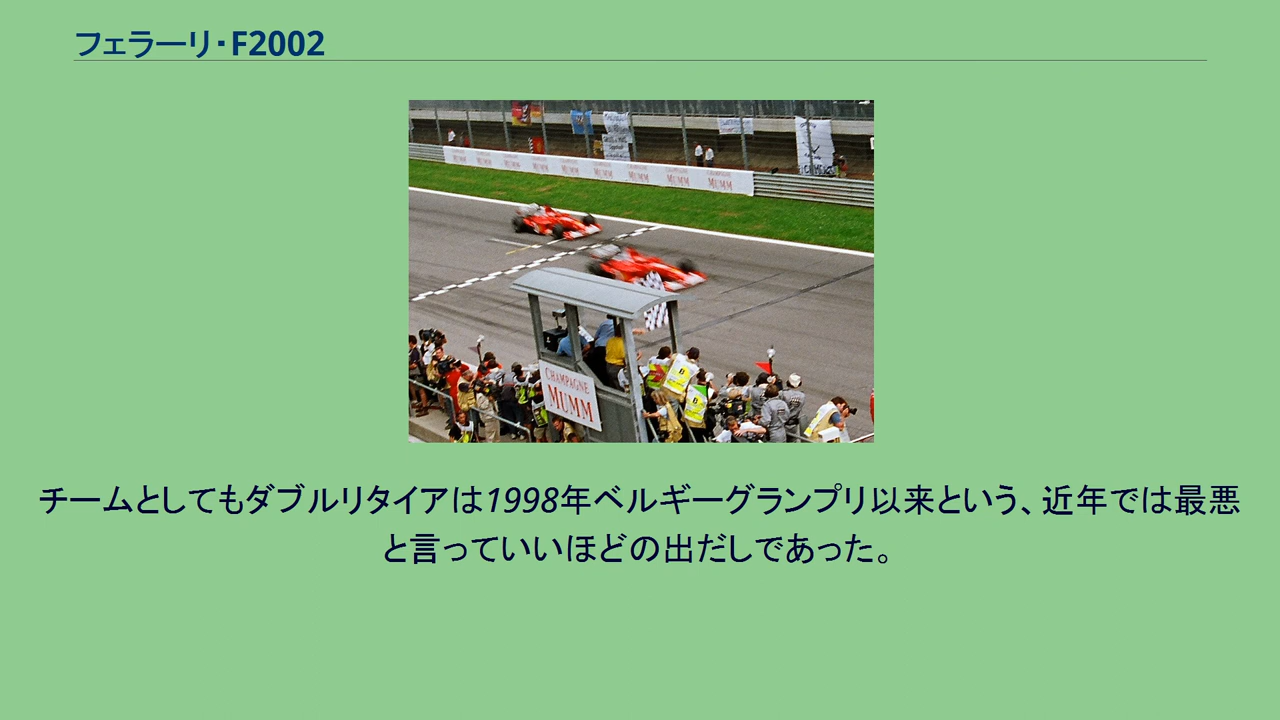 フェラーリ・F2002
CHAMPAGNE
MUMM
チームとしてもダブルリタイアは1998年ベルギーグランプリ以来という、近年では最悪
と言っていいほどの出だしであった。